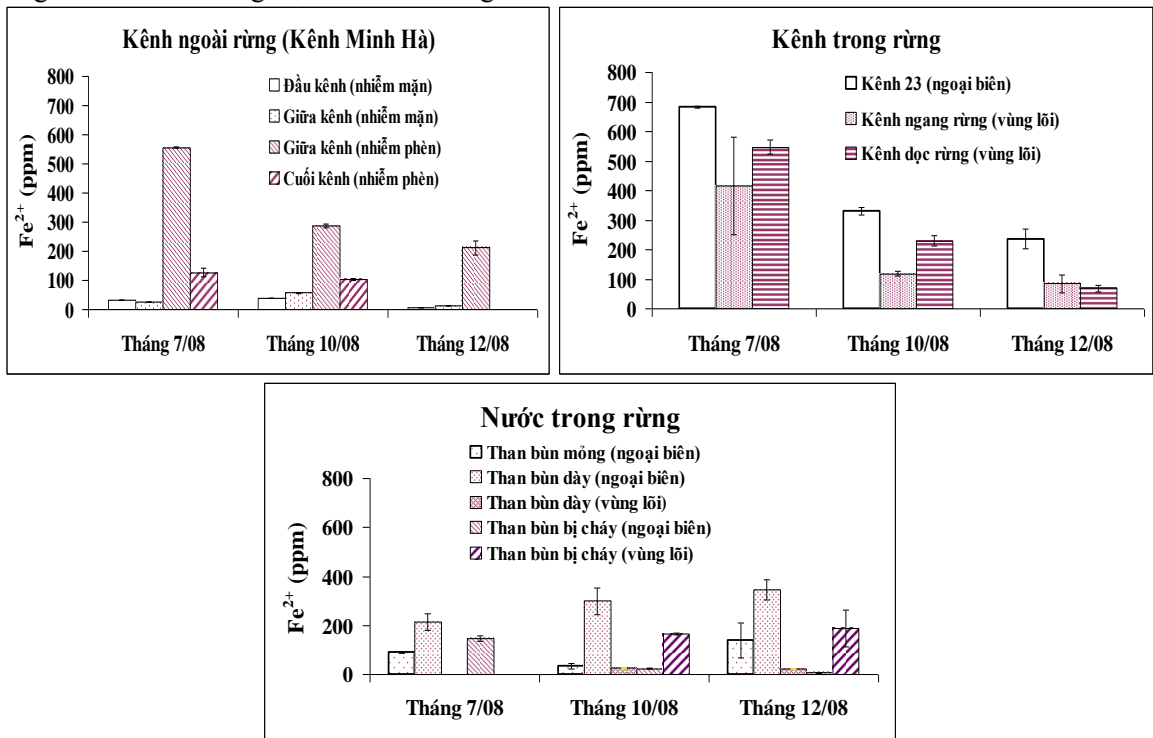 Kênh ngoài rừng (Kênh Minh Hà)
Fe2+ (ppm)
800
700
600
500
400
300
200
100
0
Đầu kênh (nhiễm mặn)
Giữa kênh (nhiễm mặn)
Giữa kênh (nhiễm phèn)
Cuối kênh (nhiễm phèn)
Tháng 7/08 Tháng 10/08 Tháng 12/08
Kênh trong rừng
Fe2+ (ppm)
800
700
600
500
400
300
200
100
0
Kênh 23 (ngoại biên)
Kênh ngang rừng (vùng lõi)
Kênh dọc rừng (vùng lõi)
Tháng 7/08 Tháng 10/08 Tháng 12/08
Nước trong rừng
Fe2+ (ppm)
800
600
400
200
0
Than bùn mỏng (ngoại biên)
Than bùn dày (ngoại biên)
Than bùn dày (vùng lõi)
Than bùn bị cháy (ngoại biên)
Than bùn bị cháy (vùng lõi)
Tháng 7/08 Tháng 10/08 Tháng 12/08